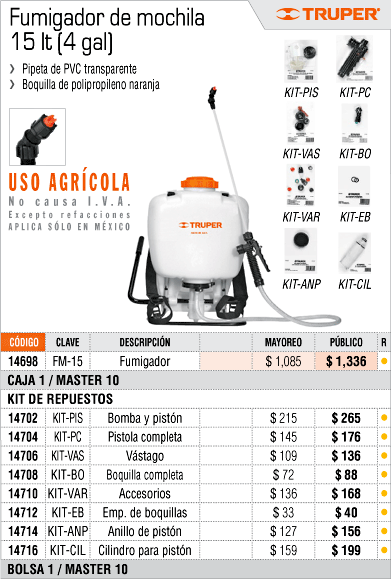 Fumigador de mochila
15 lt (4 gal)
TRUPER®
› Pipeta de PVC transparente
› Boquilla de polipropileno naranja
KIT-PIS KIT-PC
KIT-VAS KIT-BO
KIT-VAR KIT-EB
KIT-ANP KIT-CIL
USO AGRÍCOLA
No causa I.V.A.
Excepto refacciones
APLICA SÓLO EN MÉXICO
TRUPER
CÓDIGO CLAVE DESCRIPCIÓN MAYOREO PÚBLICO R
14698 FM-15 Fumigador $ 1,085 $ 1,336
CAJA 1 / MASTER 10
KIT DE REPUESTOS
14702 KIT-PIS Bomba y pistón $ 215 $ 265
14704 KIT-PC Pistola completa $ 145 $ 176
14706 KIT-VAS Vástago $ 109 $ 136
14708 KIT-BO Boquilla completa $ 72 $ 88
14710 KIT-VAR Accesorios $ 136 $ 168
14712 KIT-EB Emp. de boquillas $ 33 $ 40
14714 KIT-ANP Anillo de pistón $ 127 $ 156
14716 KIT-CIL Cilindro para pistón $ 159 $ 199
BOLSA 1 / MASTER 10